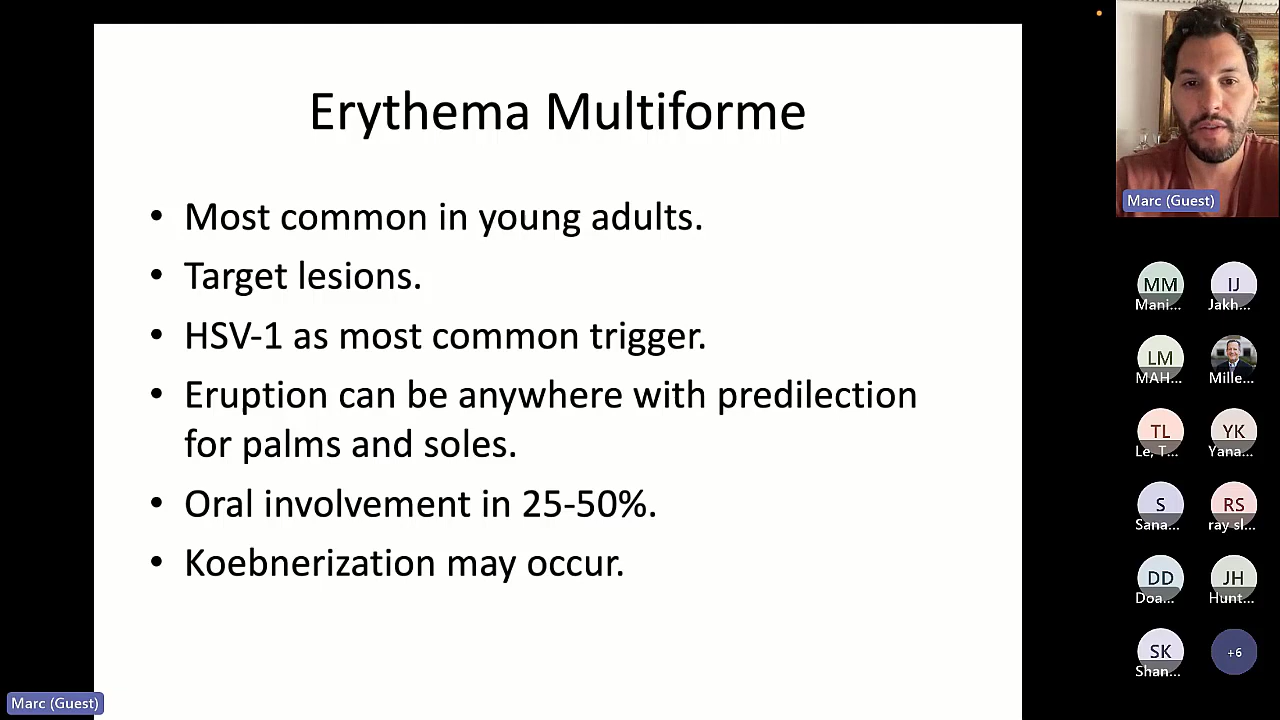 Erythema Multiforme
• Most common in young adults.
• Target lesions.
• HSV-1 as most common trigger.
• Eruption can be anywhere with predilection
for palms and soles.
• Oral involvement in 25-50%.
• Koebnerization may occur.
Marc (Guest)
Marc (Guest)
MM
Mani...
IJ
Jakh...
LM
MAH...
Mille...
TL
Le, T...
YK
Yana...
S
Sana...
RS
ray sl...
DD
Doa...
JH
Hunt...
SK
Shan...
+6